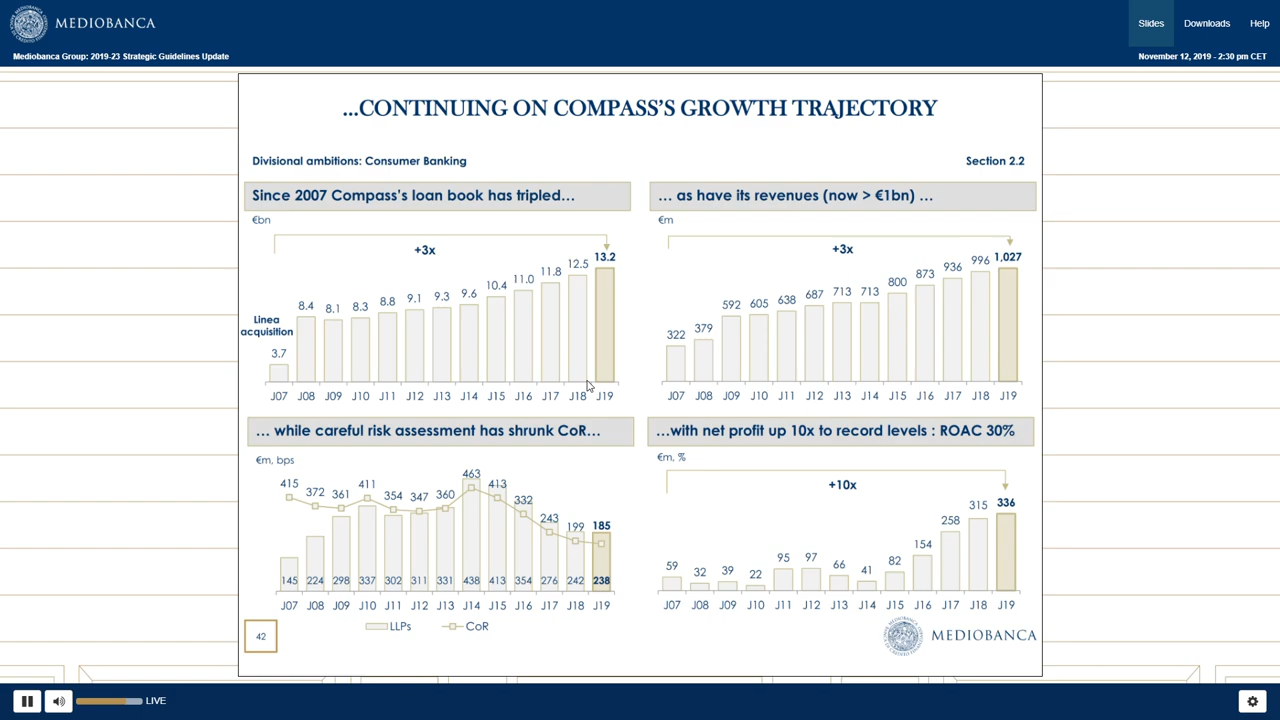 MEDIOBANCA
Slides
Downloads
Help
Mediobanca Group: 2019-23 Strategic Guidelines Update
November 12, 2019 - 2:30 pm CET
...CONTINUING ON COMPASS'S GROWTH TRAJECTORY
Divisional ambitions: Consumer Banking
Section 2.2
Since 2007 Compass's loan book has tripled...
€bn
+3x
Linea
acquisition
3.7 8.4 8.1 8.3 8.8 9.1 9.3 9.6 10.4 11.0 11.8 12.5 13.2
J07 J08 J09 J10 J11 J12 J13 J14 J15 J16 J17 J18 J19
... as have its revenues (now > €1bn) ...
€m
+3x
322 379 592 605 638 687 713 713 800 873 936 996 1,027
J07 J08 J09 J10 J11 J12 J13 J14 J15 J16 J17 J18 J19
... while careful risk assessment has shrunk CoR...
€m, bps
415 372 361 411 354 347 360 463 413 332 243 199 185
145 224 298 337 302 311 331 438 413 354 276 242 238
J07 J08 J09 J10 J11 J12 J13 J14 J15 J16 J17 J18 J19
LLPs CoR
...with net profit up 10x to record levels : ROAC 30%
€m, %
+10x
59 32 39 22 95 97 66 41 82 154 258 315 336
J07 J08 J09 J10 J11 J12 J13 J14 J15 J16 J17 J18 J19
42
MEDIOBANCA
LIVE